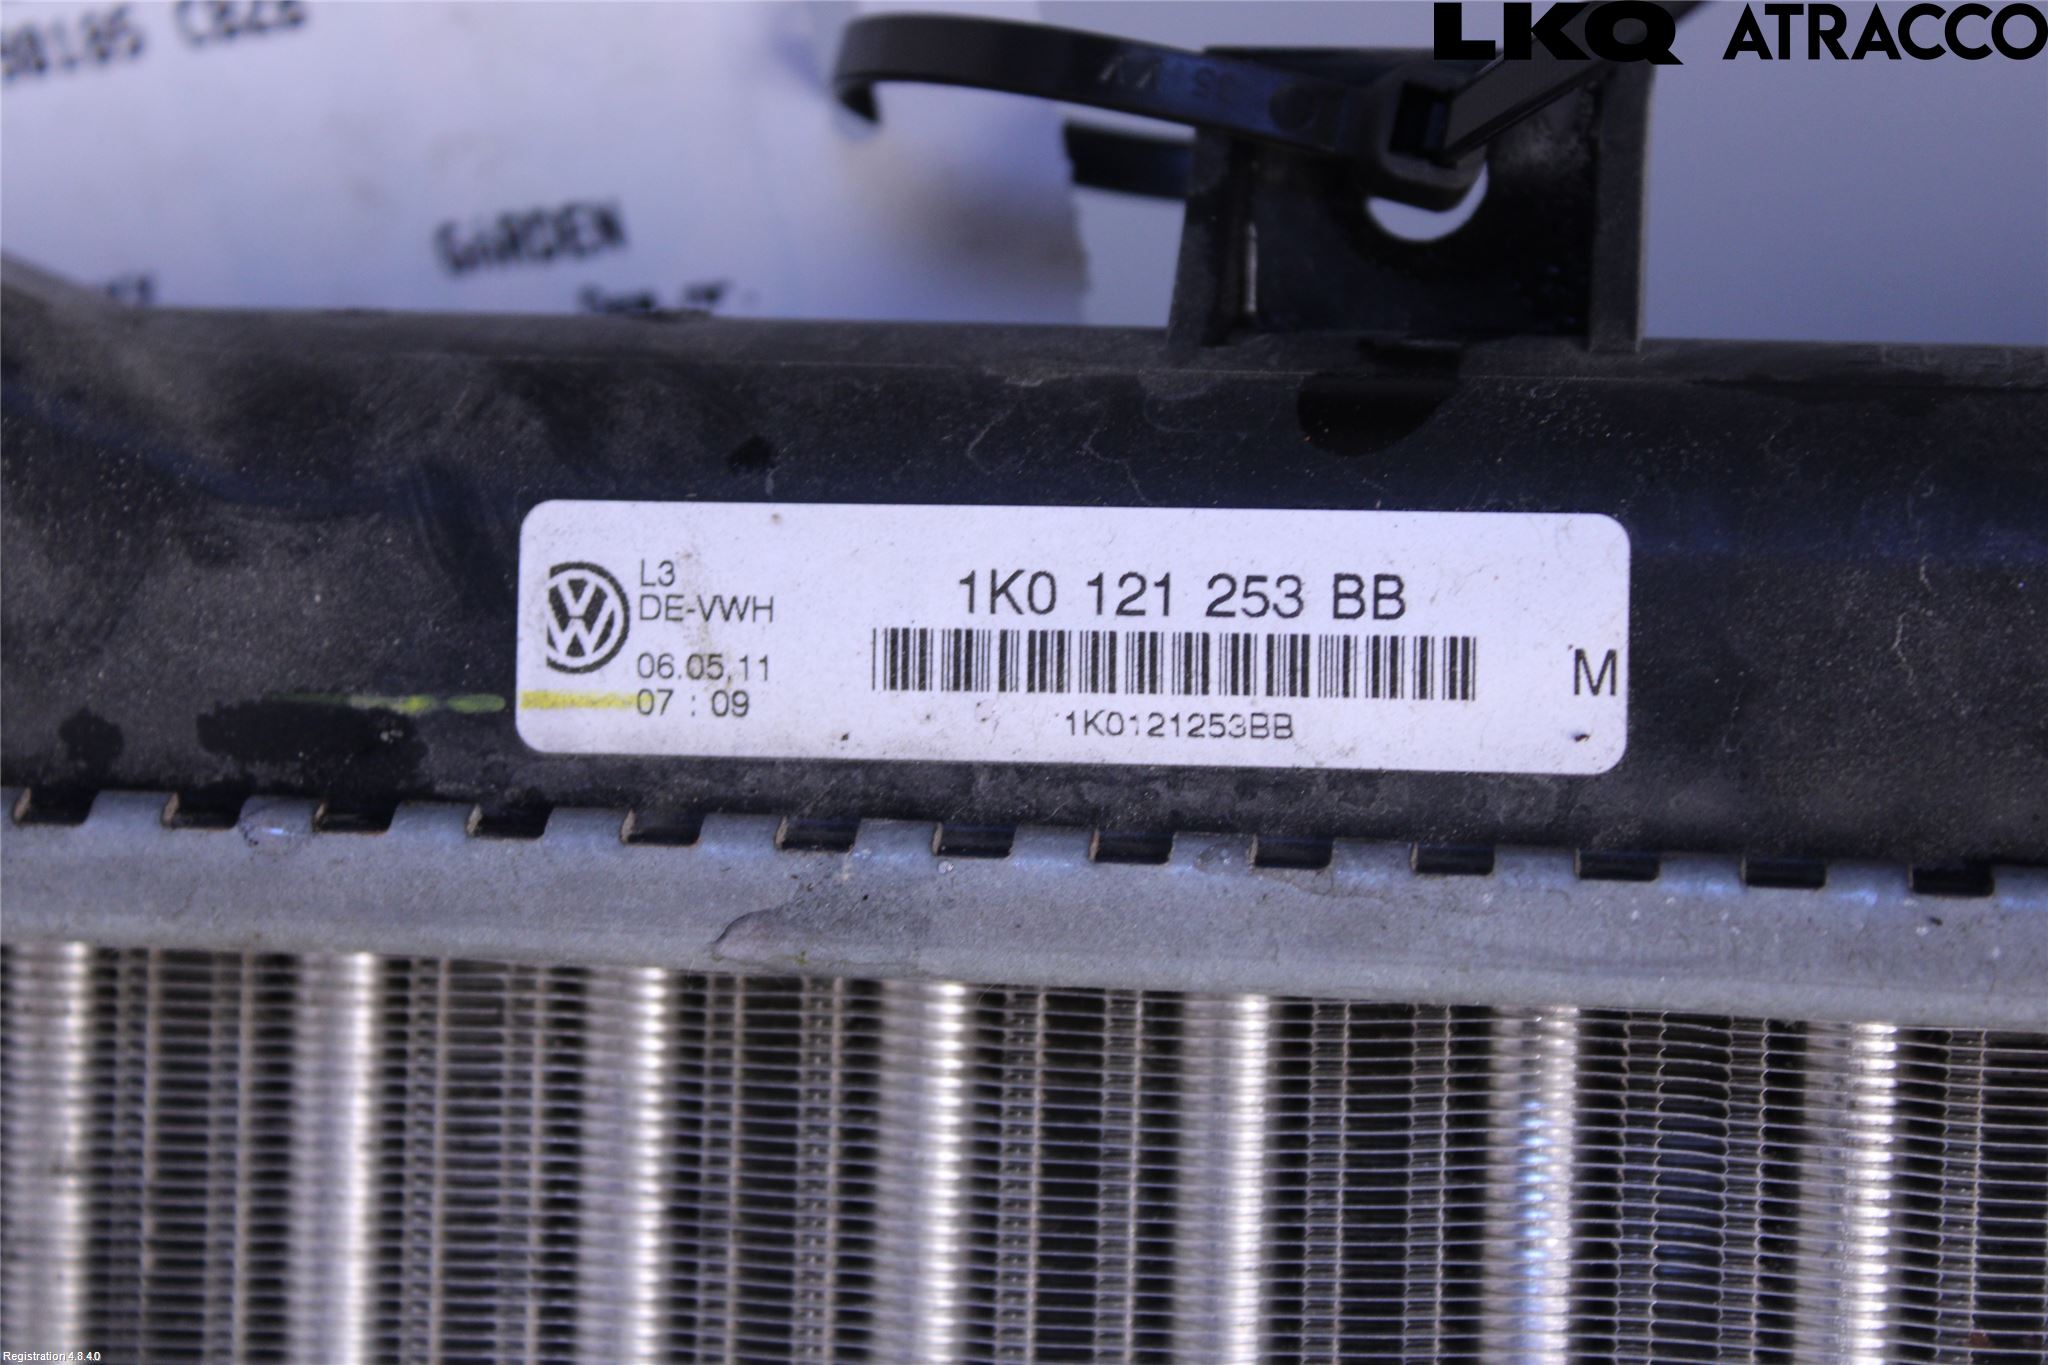 LKQ ATRACCO
GARDEN
L3
DE-VWH
06.05.11
07 : 09
1K0 121 253 BB
1K0121253BB
M
Registration 4.8.4.0